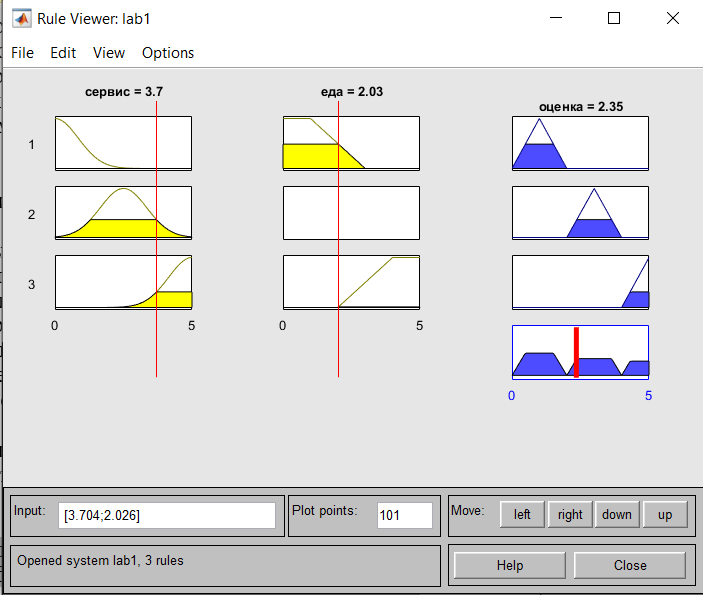 Rule Viewer: lab1
File Edit View Options
сервис = 3.7
еда = 2.03
оценка = 2.35
1
2
3
0 5
0 5
0 5
Input: [3.704;2.026]
Plot points: 101
Move: left right down up
Opened system lab1, 3 rules
Help Close